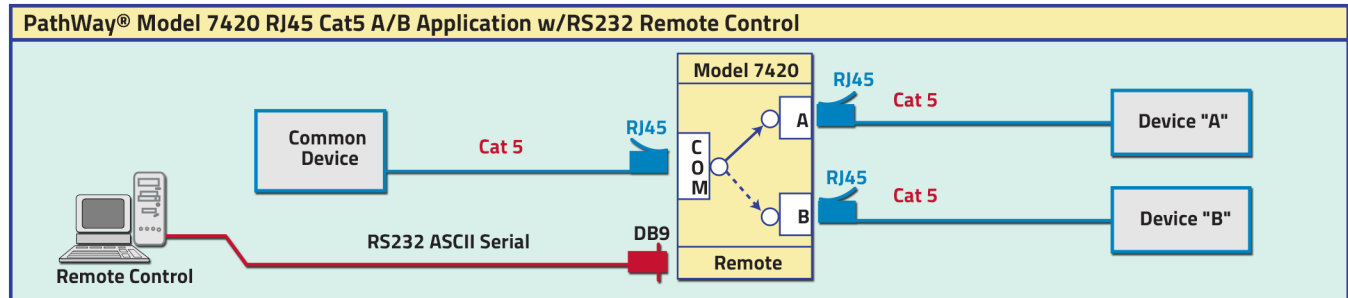 PathWay® Model 7420 RJ45 Cat5 A/B Application w/RS232 Remote Control
Model 7420
RJ45
Cat 5
A
Device "A"
Common
Device
Cat 5
RJ45
COM
RJ45
Cat 5
B
Device "B"
RS232 ASCII Serial
DB9
Remote
Remote Control